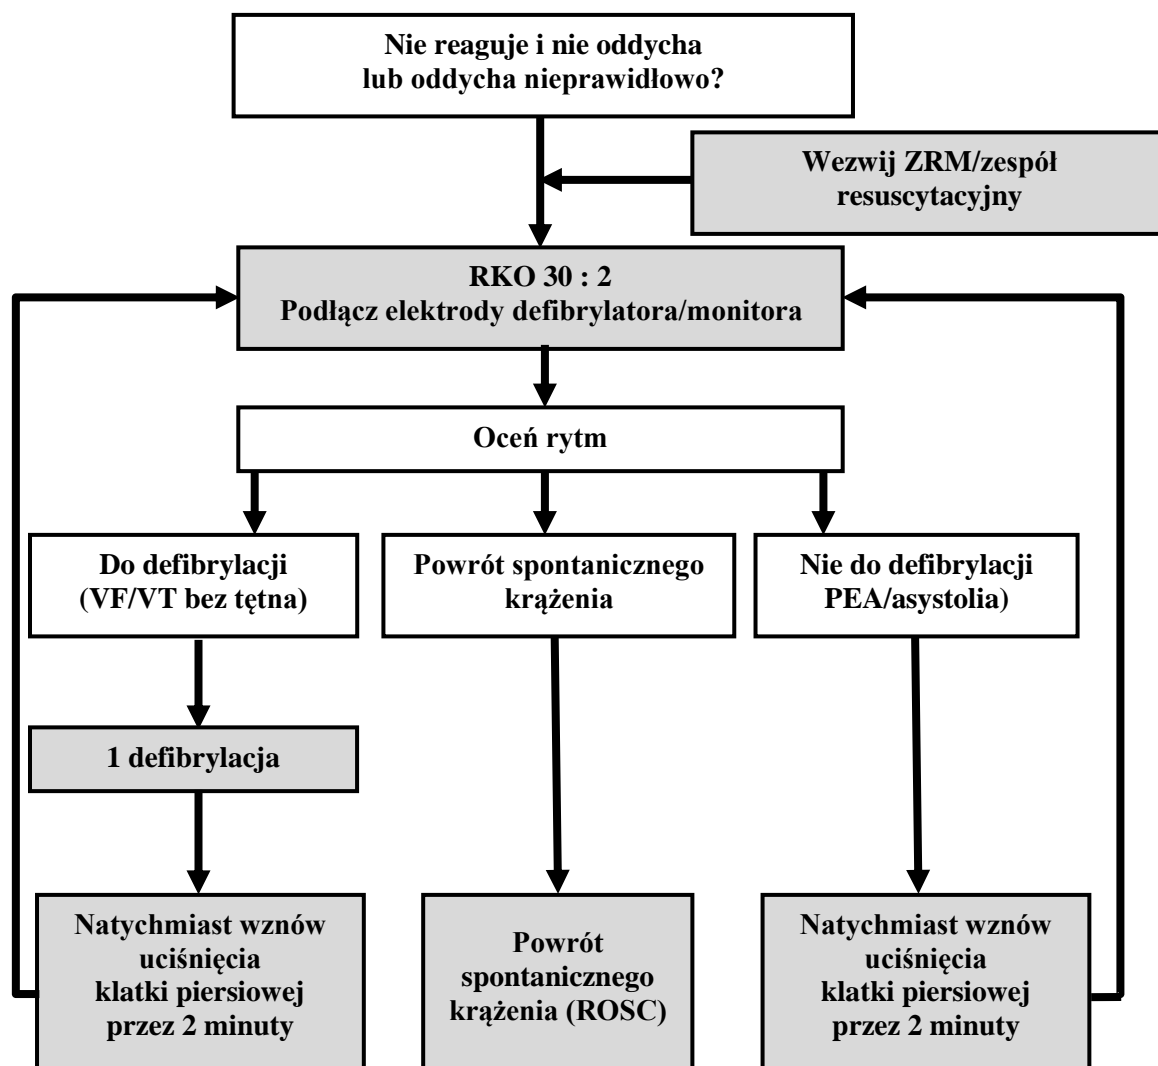 Nie reaguje i nie oddycha
lub oddycha nieprawidłowo?
Wezwij ZRM/zespół
resuscytacyjny
RKO 30 : 2
Podłącz elektrody defibrylatora/monitora
Oceń rytm
Do defibrylacji
(VF/VT bez tętna)
Powrót spontanicznego
krążenia
Nie do defibrylacji
PEA/asystolia)
1 defibrylacja
Natychmiast wznów
uciśnięcia
klatki piersiowej
przez 2 minuty
Powrót
spontanicznego
krążenia (ROSC)
Natychmiast wznów
uciśnięcia
klatki piersiowej
przez 2 minuty